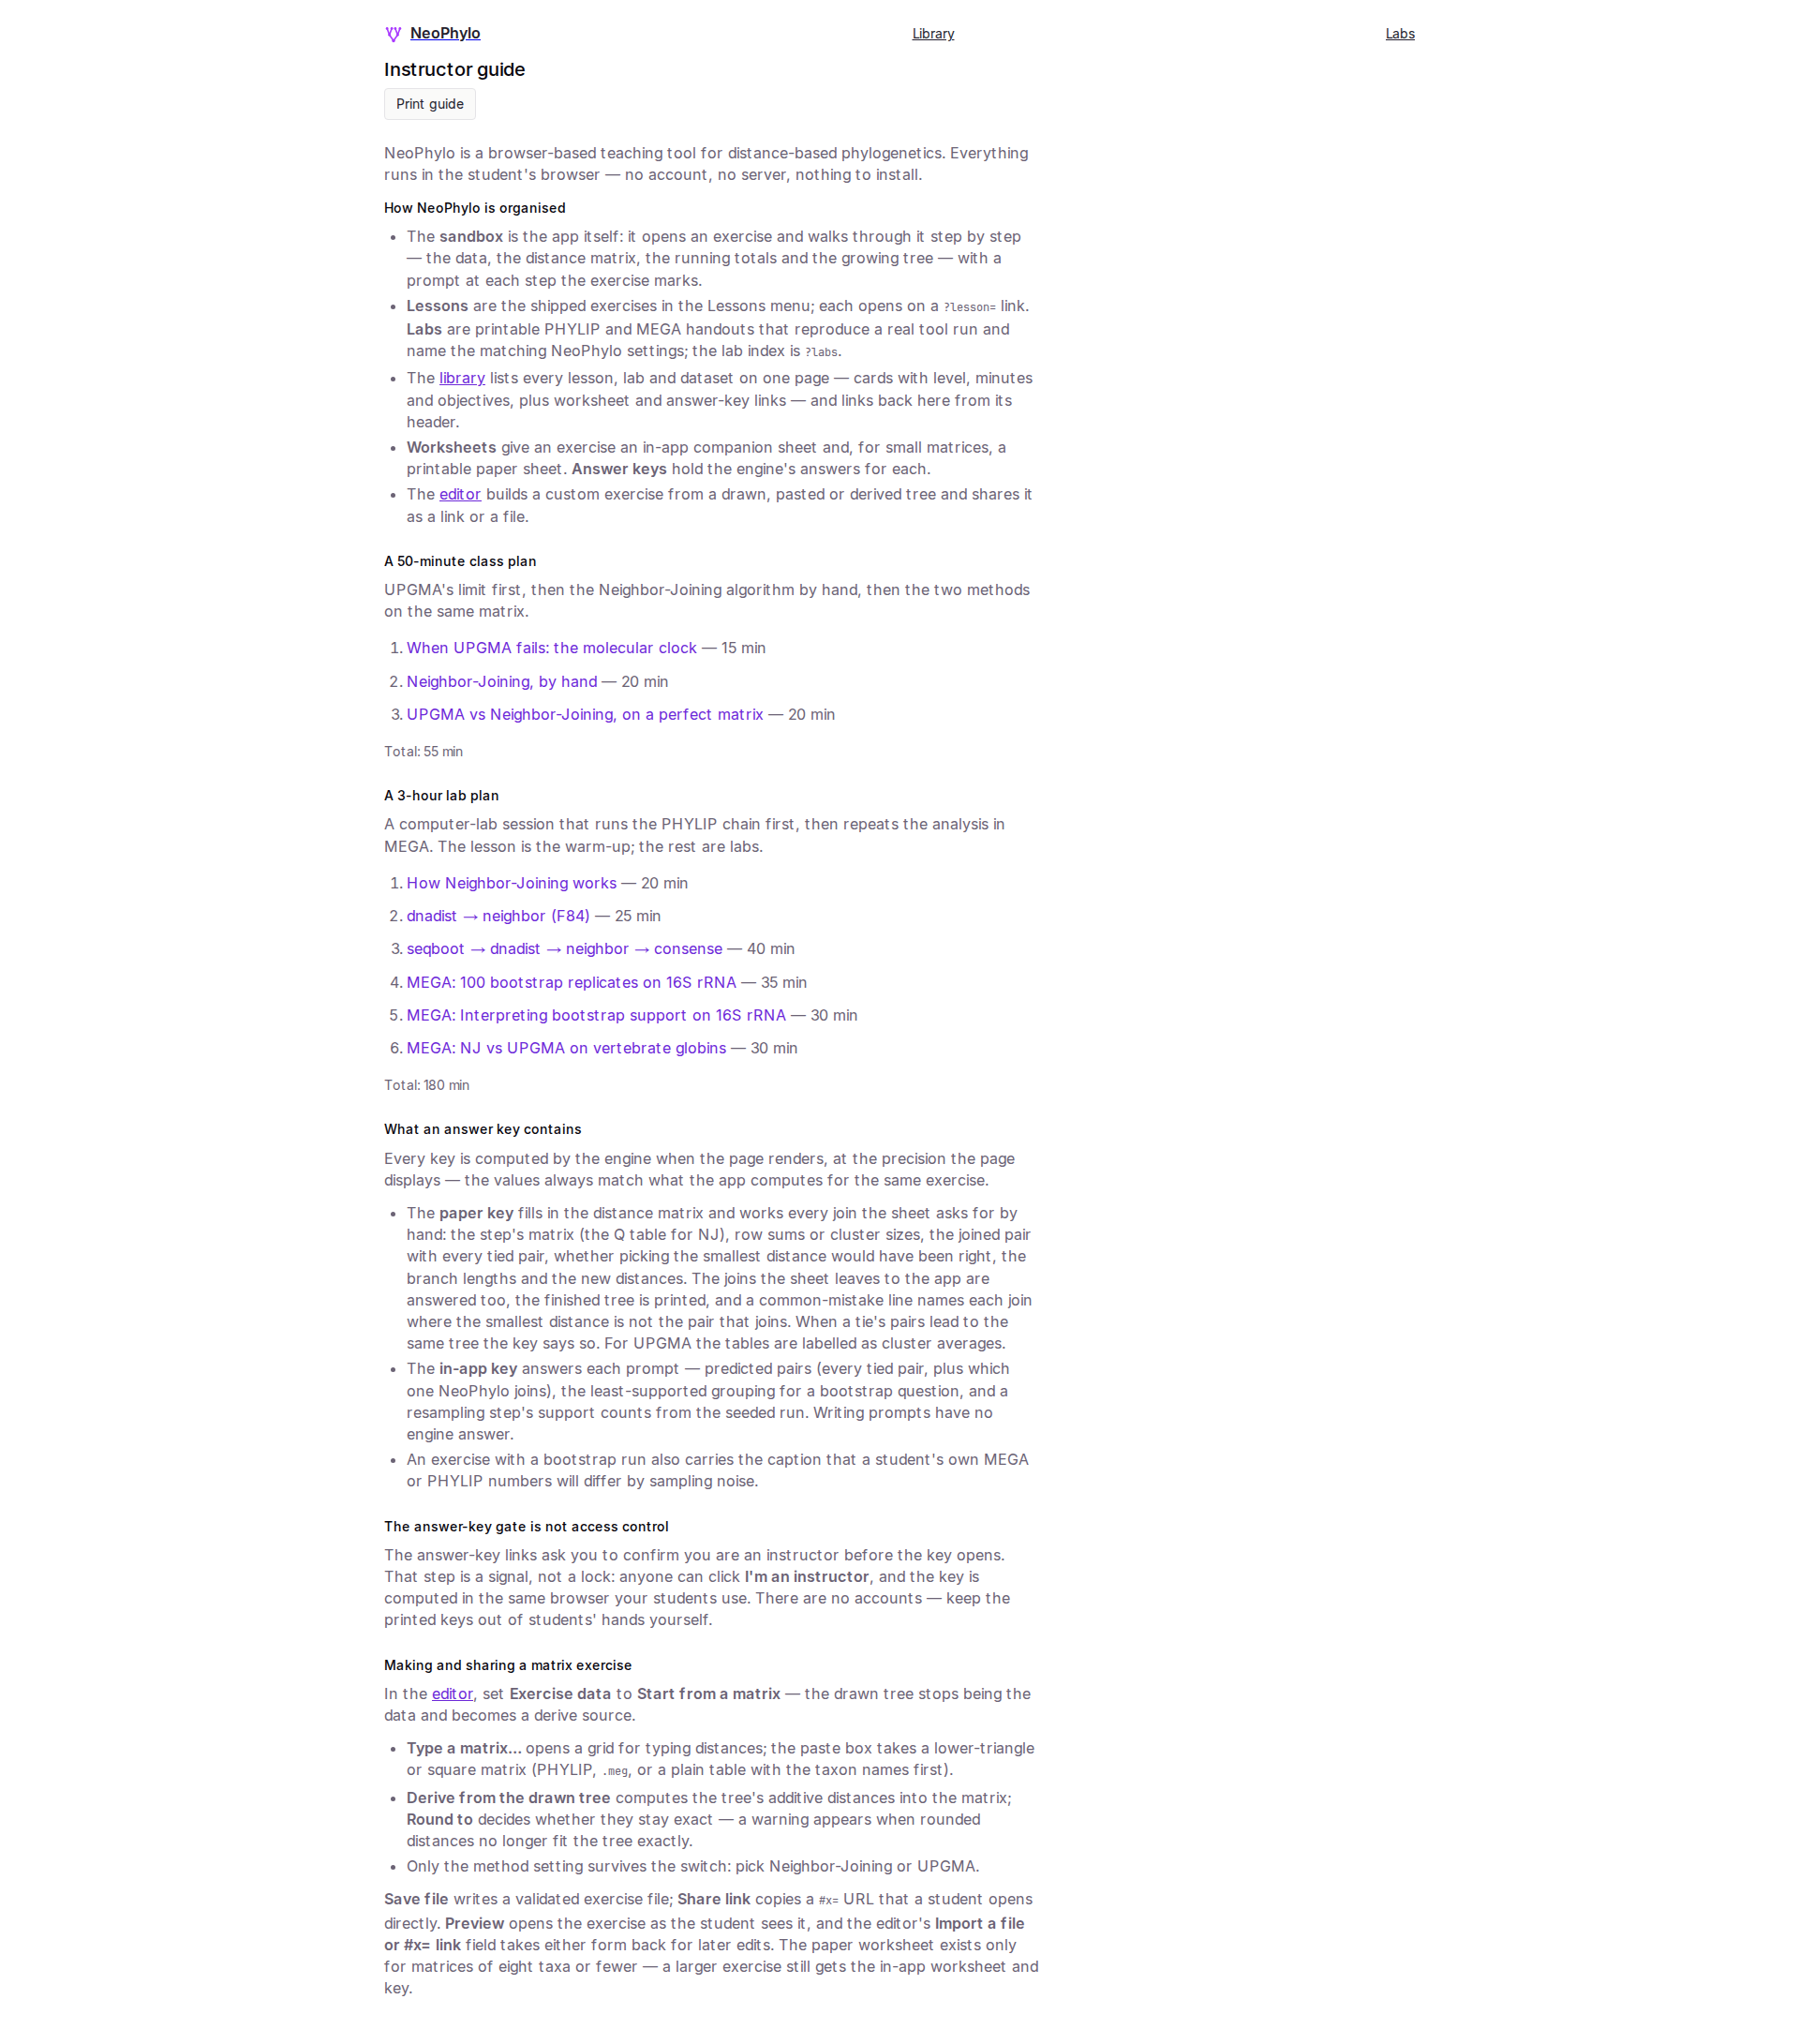 NeoPhylo
Library
Labs
Instructor guide
Print guide
NeoPhylo is a browser-based teaching tool for distance-based phylogenetics. Everything
runs in the student's browser — no account, no server, nothing to install.
How NeoPhylo is organised
• The sandbox is the app itself: it opens an exercise and walks through it step by step
— the data, the distance matrix, the running totals and the growing tree — with a
prompt at each step the exercise marks.
• Lessons are the shipped exercises in the Lessons menu; each opens on a ?lesson= link.
Labs are printable PHYLIP and MEGA handouts that reproduce a real tool run and
name the matching NeoPhylo settings; the lab index is ?labs.
• The library lists every lesson, lab and dataset on one page — cards with level, minutes
and objectives, plus worksheet and answer-key links — and links back here from its
header.
• Worksheets give an exercise an in-app companion sheet and, for small matrices, a
printable paper sheet. Answer keys hold the engine's answers for each.
• The editor builds a custom exercise from a drawn, pasted or derived tree and shares it
as a link or a file.
A 50-minute class plan
UPGMA's limit first, then the Neighbor-Joining algorithm by hand, then the two methods
on the same matrix.
1. When UPGMA fails: the molecular clock — 15 min
2. Neighbor-Joining, by hand — 20 min
3. UPGMA vs Neighbor-Joining, on a perfect matrix — 20 min
Total: 55 min
A 3-hour lab plan
A computer-lab session that runs the PHYLIP chain first, then repeats the analysis in
MEGA. The lesson is the warm-up; the rest are labs.
1. How Neighbor-Joining works — 20 min
2. dnadist → neighbor (F84) — 25 min
3. seqboot → dnadist → neighbor → consense — 40 min
4. MEGA: 100 bootstrap replicates on 16S rRNA — 35 min
5. MEGA: Interpreting bootstrap support on 16S rRNA — 30 min
6. MEGA: NJ vs UPGMA on vertebrate globins — 30 min
Total: 180 min
What an answer key contains
Every key is computed by the engine when the page renders, at the precision the page
displays — the values always match what the app computes for the same exercise.
• The paper key fills in the distance matrix and works every join the sheet asks for by
hand: the step's matrix (the Q table for NJ), row sums or cluster sizes, the joined pair
with every tied pair, whether picking the smallest distance would have been right, the
branch lengths and the new distances. The joins the sheet leaves to the app are
answered too, the finished tree is printed, and a common-mistake line names each join
where the smallest distance is not the pair that joins. When a tie's pairs lead to the
same tree the key says so. For UPGMA the tables are labelled as cluster averages.
• The in-app key answers each prompt — predicted pairs (every tied pair, plus which
one NeoPhylo joins), the least-supported grouping for a bootstrap question, and a
resampling step's support counts from the seeded run. Writing prompts have no
engine answer.
• An exercise with a bootstrap run also carries the caption that a student's own MEGA
or PHYLIP numbers will differ by sampling noise.
The answer-key gate is not access control
The answer-key links ask you to confirm you are an instructor before the key opens.
That step is a signal, not a lock: anyone can click I'm an instructor, and the key is
computed in the same browser your students use. There are no accounts — keep the
printed keys out of students' hands yourself.
Making and sharing a matrix exercise
In the editor, set Exercise data to Start from a matrix — the drawn tree stops being the
data and becomes a derive source.
• Type a matrix… opens a grid for typing distances; the paste box takes a lower-triangle
or square matrix (PHYLIP, .meg, or a plain table with the taxon names first).
• Derive from the drawn tree computes the tree's additive distances into the matrix;
Round to decides whether they stay exact — a warning appears when rounded
distances no longer fit the tree exactly.
• Only the method setting survives the switch: pick Neighbor-Joining or UPGMA.
Save file writes a validated exercise file; Share link copies a #x= URL that a student opens
directly. Preview opens the exercise as the student sees it, and the editor's Import a file
or #x= link field takes either form back for later edits. The paper worksheet exists only
for matrices of eight taxa or fewer — a larger exercise still gets the in-app worksheet and
key.